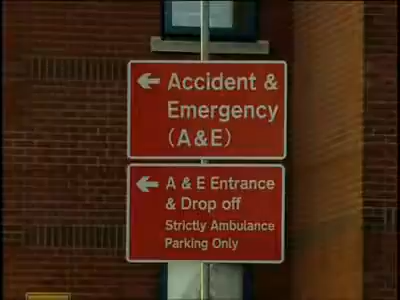 Accident &
Emergency
(A & E)
A & E Entrance
& Drop off
Strictly Ambulance
Parking Only